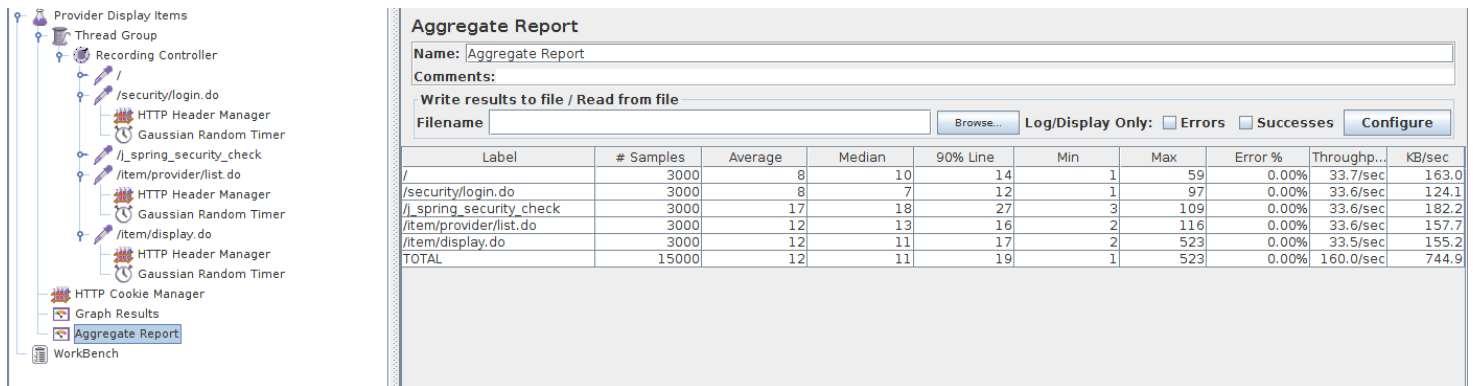 Provider Display Items
Thread Group
Recording Controller
/
/security/login.do
HTTP Header Manager
Gaussian Random Timer
/j_spring_security_check
/item/provider/list.do
HTTP Header Manager
Gaussian Random Timer
/item/display.do
HTTP Header Manager
Gaussian Random Timer
HTTP Cookie Manager
Graph Results
Aggregate Report
WorkBench
Aggregate Report
Name: Aggregate Report
Comments:
Write results to file / Read from file
Filename Browse... Log/Display Only: Errors Successes Configure
Label # Samples Average Median 90% Line Min Max Error % Throughp... KB/sec
/ 3000 8 10 14 1 59 0.00% 33.7/sec 163.0
/security/login.do 3000 8 7 12 1 97 0.00% 33.6/sec 124.1
/j_spring_security_check 3000 17 18 27 3 109 0.00% 33.6/sec 182.2
/item/provider/list.do 3000 12 13 16 2 116 0.00% 33.6/sec 157.7
/item/display.do 3000 12 11 17 2 523 0.00% 33.5/sec 155.2
TOTAL 15000 12 11 19 1 523 0.00% 160.0/sec 744.9